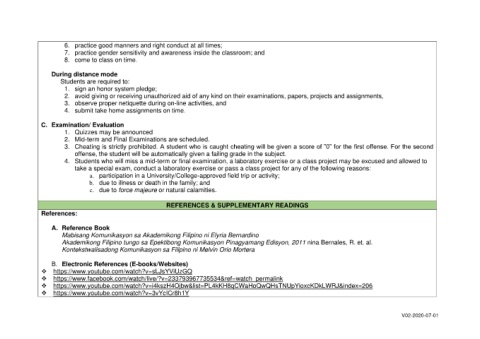 6. practice good manners and right conduct at all times;
7. practice gender sensitivity and awareness inside the classroom; and
8. come to class on time.
During distance mode
Students are required to:
1. sign an honor system pledge;
2. avoid giving or receiving unauthorized aid of any kind on their examinations, papers, projects and assignments,
3. observe proper netiquette during on-line activities, and
4. submit take home assignments on time.
C. Examination/ Evaluation
1. Quizzes may be announced
2. Mid-term and Final Examinations are scheduled.
3. Cheating is strictly prohibited. A student who is caught cheating will be given a score of "0" for the first offense. For the second
offense, the student will be automatically given a failing grade in the subject.
4. Students who will miss a mid-term or final examination, a laboratory exercise or a class project may be excused and allowed to
take a special exam, conduct a laboratory exercise or pass a class project for any of the following reasons:
a. participation in a University/College-approved field trip or activity;
b. due to illness or death in the family; and
c. due to force majeure or natural calamities.
REFERENCES & SUPPLEMENTARY READINGS
References:
A. Reference Book
Mabisang Komunikasyon sa Akademikong Filipino ni Elyria Bernardino
Akademikong Filipino tungo sa Epektibong Komunikasyon Pinagyamang Edisyon, 2011 nina Bernales, R. et. al.
Kontekstwalisadong Komunikasyon sa Filipino ni Melvin Orio Mortera
B. Electronic References (E-books/Websites)
❖ https://www.youtube.com/watch?v=sLJsYViUzGQ
❖ https://www.facebook.com/watch/live/?v=233793967735534&ref=watch_permalink
❖
❖ https://www.youtube.com/watch?v=3vYcICr8h1Y
V02-2020-07-01